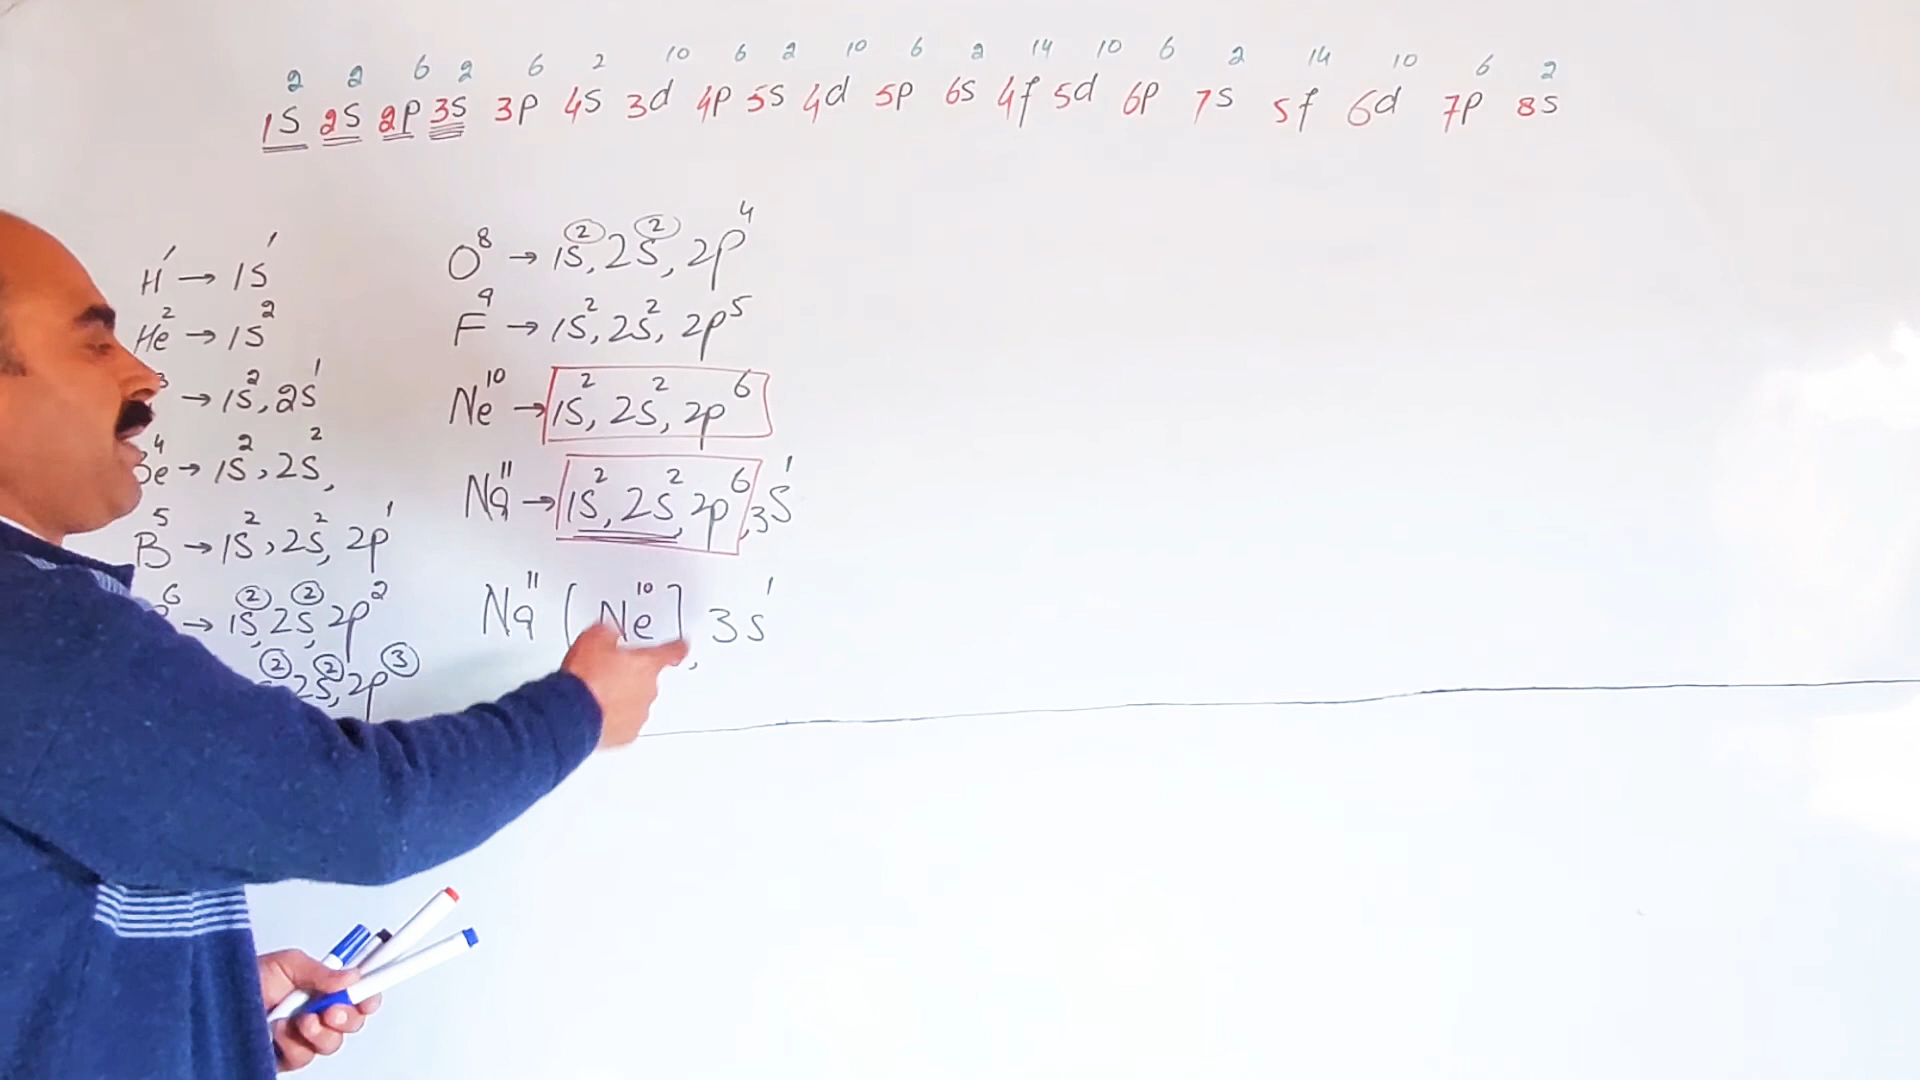 2 2 6 2 6 2 10 6 2 10 6 2 14 10 6 2 14 10 6 2
1s 2s 2p 3s 3p 4s 3d 4p 5s 4d 5p 6s 4f 5d 6p 7s 5f 6d 7p 8s
H¹ → 1s¹
He² → 1s²
³ → 1s², 2s¹
Be⁴ → 1s², 2s²,
B⁵ → 1s², 2s², 2p¹
⁶ → 1s², 2s², 2p²
2s², 2p³
O⁸ → 1s², 2s², 2p⁴
F⁹ → 1s², 2s², 2p⁵
Ne¹⁰ → 1s², 2s², 2p⁶
Na¹¹ → 1s², 2s², 2p⁶, 3s¹
Na¹¹ [Ne¹⁰], 3s¹